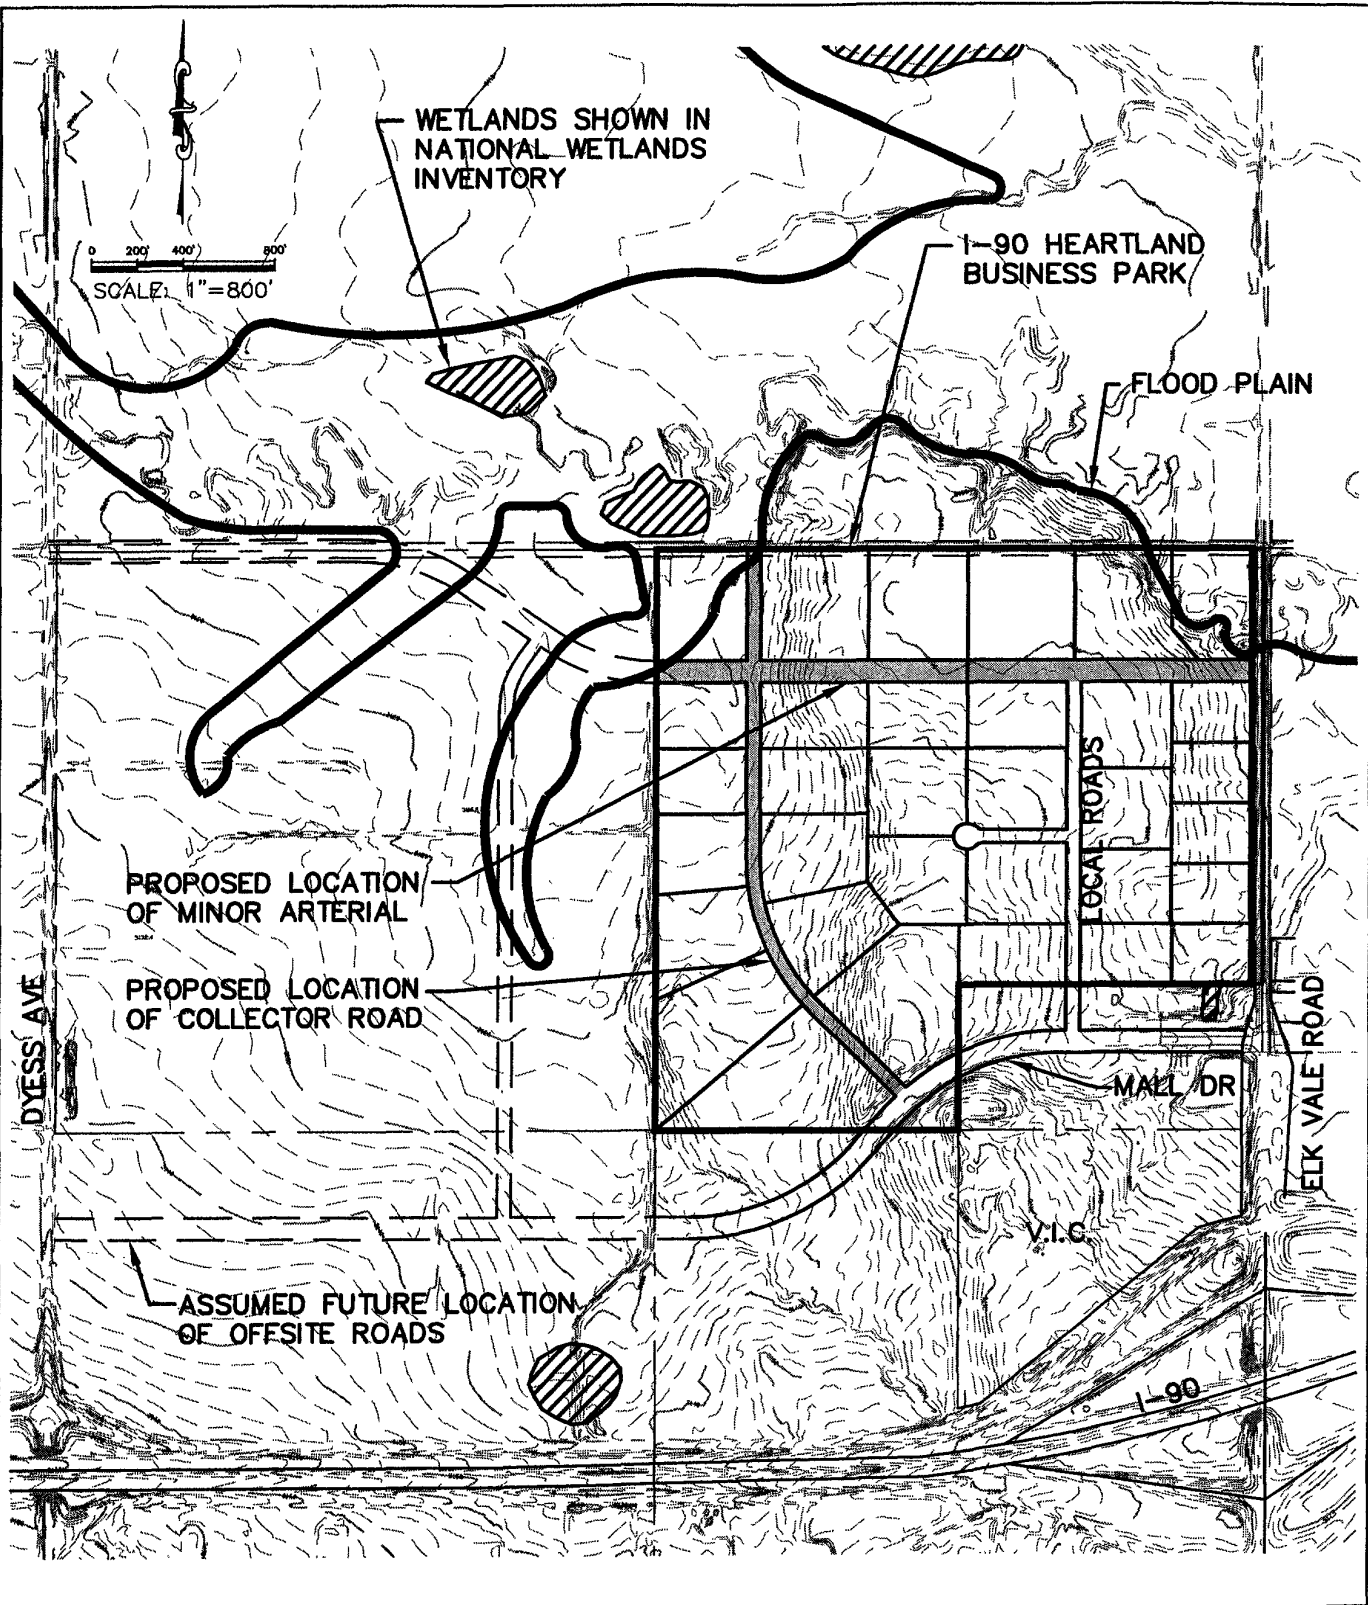 WETLANDS SHOWN IN
NATIONAL WETLANDS
INVENTORY
0 200' 400' 800'
SCALE: 1"=800'
I-90 HEARTLAND
BUSINESS PARK
FLOOD PLAIN
LOCAL ROADS
PROPOSED LOCATION
OF MINOR ARTERIAL
PROPOSED LOCATION
OF COLLECTOR ROAD
DYESS AVE
MALL DR
ELK VALE ROAD
V.I.C.
ASSUMED FUTURE LOCATION
OF OFFSITE ROADS
I-90